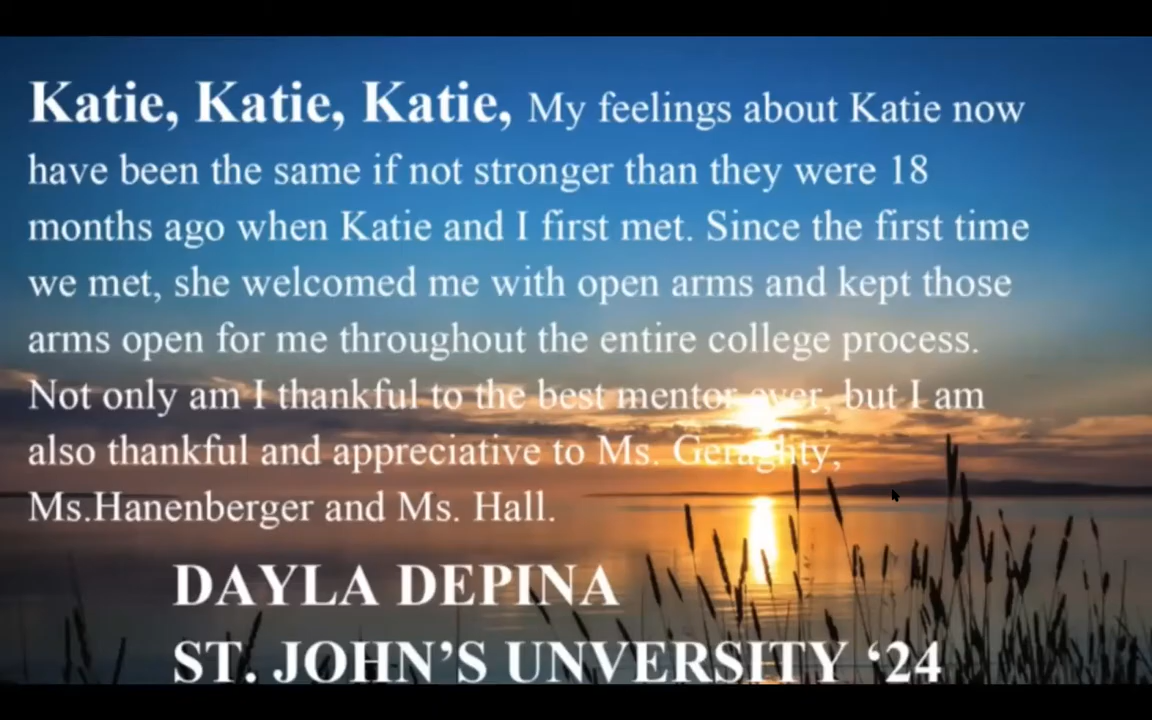 Katie, Katie, Katie, My feelings about Katie now
have been the same if not stronger than they were 18
months ago when Katie and I first met. Since the first time
we met, she welcomed me with open arms and kept those
arms open for me throughout the entire college process.
Not only am I thankful to the best mentor ever, but I am
also thankful and appreciative to Ms. Geraghty,
Ms.Hanenberger and Ms. Hall.
DAYLA DEPINA
ST. JOHN’S UNVERSITY ‘24